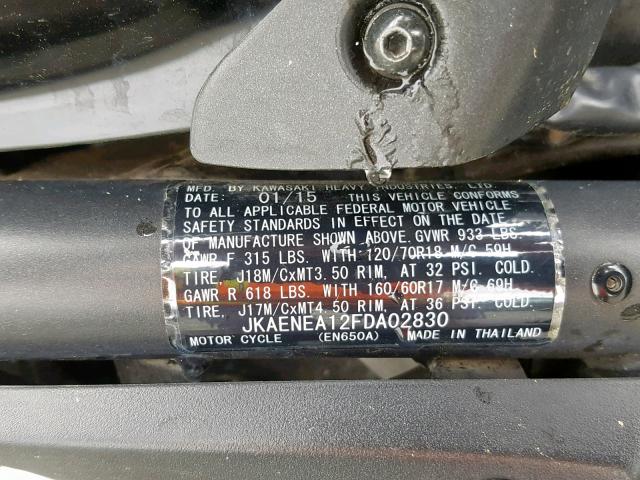 MFD. BY KAWASAKI HEAVY INDUSTRIES, LTD.
DATE: 01/15 THIS VEHICLE CONFORMS
TO ALL APPLICABLE FEDERAL MOTOR VEHICLE
SAFETY STANDARDS IN EFFECT ON THE DATE
OF MANUFACTURE SHOWN ABOVE. GVWR 933 LBS.
GAWR F 315 LBS. WITH 120/70R18 M/C 59H
TIRE, J18M/CxMT3.50 RIM, AT 32 PSI. COLD.
GAWR R 618 LBS. WITH 160/60R17 M/C 69H
TIRE, J17M/CxMT4.50 RIM, AT 36 PSI. COLD.
JKAENEA12FDA02830
MOTOR CYCLE (EN650A) MADE IN THAILAND